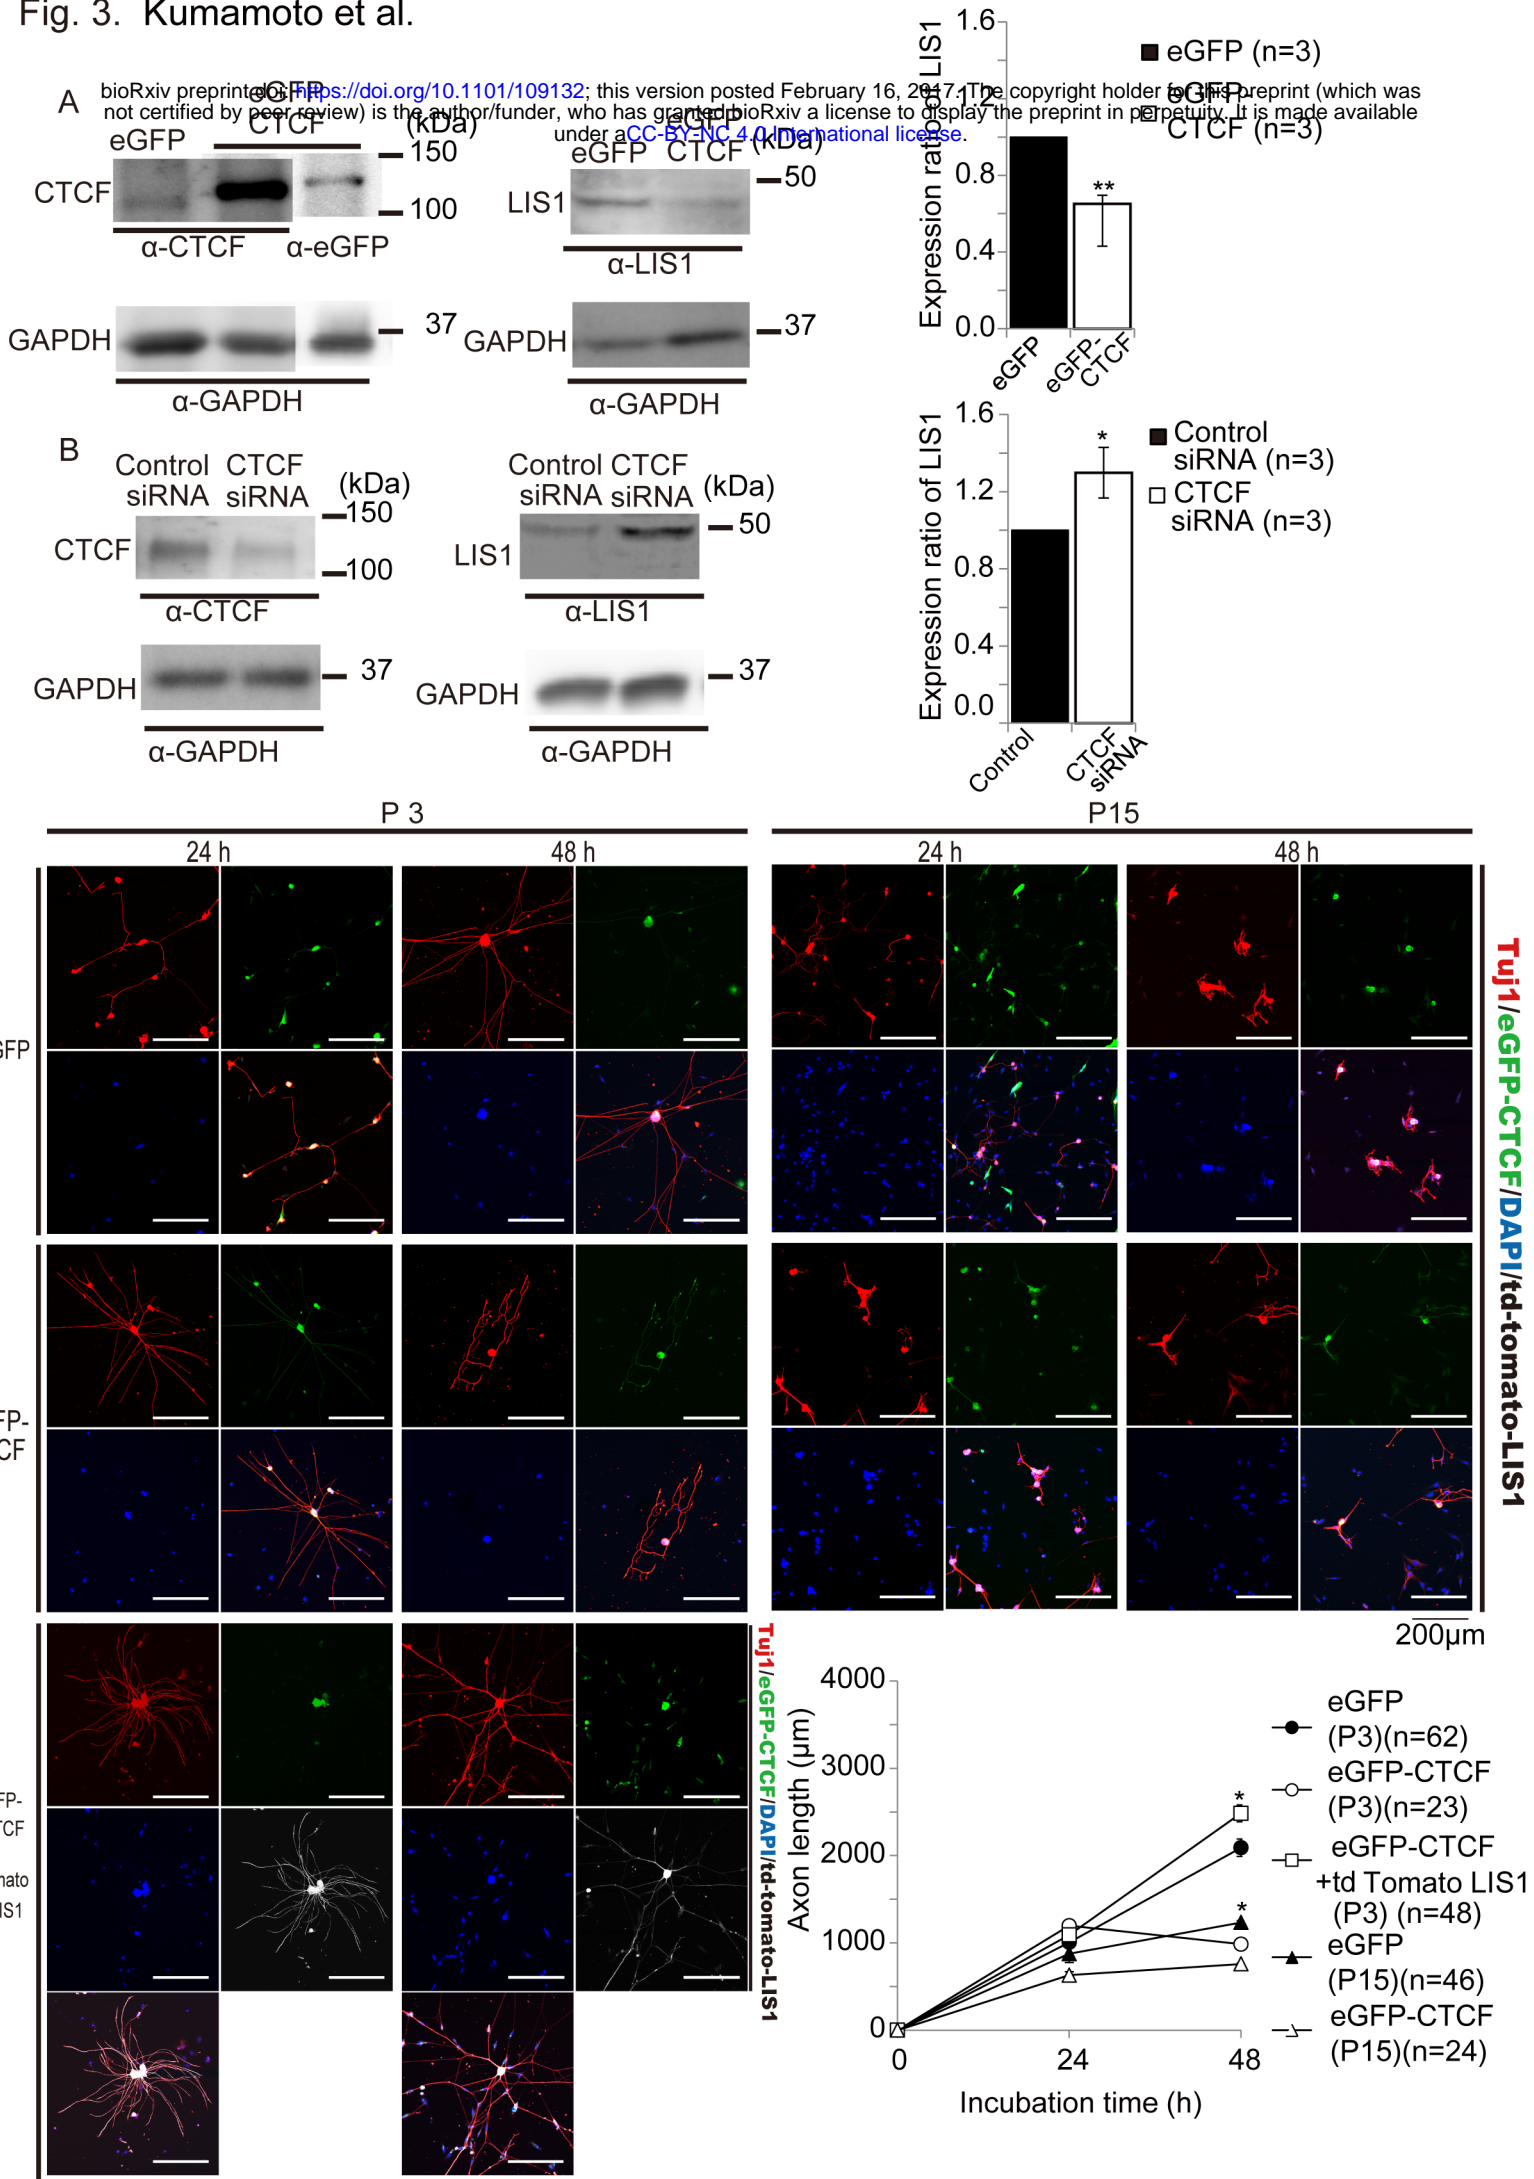 Fig. 3. Kumamoto et al.
bioRxiv preprint doi: https://doi.org/10.1101/109132; this version posted February 16, 2017. The copyright holder for this preprint (which was
not certified by peer review) is the author/funder, who has granted bioRxiv a license to display the preprint in perpetuity. It is made available
under aCC-BY-NC 4.0 International license.
A
eGFP
eGFP
CTCF
(kDa)
150
CTCF
100
α-CTCF
α-eGFP
GAPDH
37
α-GAPDH
eGFP
eGFP
CTCF
(kDa)
50
LIS1
α-LIS1
GAPDH
37
α-GAPDH
Expression ratio of LIS1
1.6
1.2
0.8
0.4
0.0
**
eGFP
eGFP-
CTCF
eGFP (n=3)
eGFP-
CTCF (n=3)
B
Control
siRNA
CTCF
siRNA
(kDa)
150
CTCF
100
α-CTCF
GAPDH
37
α-GAPDH
Control
siRNA
CTCF
siRNA
(kDa)
50
LIS1
α-LIS1
GAPDH
37
α-GAPDH
Expression ratio of LIS1
1.6
1.2
0.8
0.4
0.0
*
Control
CTCF
siRNA
Control
siRNA (n=3)
CTCF
siRNA (n=3)
P 3
P15
24 h
48 h
24 h
48 h
GFP
FP-
CF
FP-
TCF
mato
IS1
Tuj1/eGFP-CTCF/DAPI/td-tomato-LIS1
200μm
Tuj1/eGFP-CTCF/DAPI/td-tomato-LIS1
Axon length (μm)
4000
3000
2000
1000
0
*
*
0
24
48
Incubation time (h)
eGFP
(P3)(n=62)
eGFP-CTCF
(P3)(n=23)
eGFP-CTCF
+td Tomato LIS1
(P3) (n=48)
eGFP
(P15)(n=46)
eGFP-CTCF
(P15)(n=24)